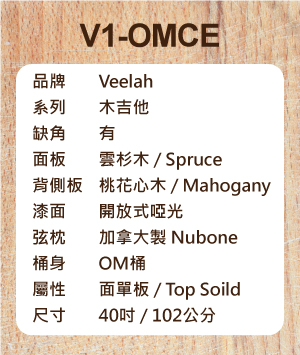 V1-OMCE
品牌 Veelah
系列 木吉他
缺角 有
面板 雲杉木 / Spruce
背側板 桃花心木 / Mahogany
漆面 開放式啞光
弦枕 加拿大製 Nubone
桶身 OM桶
屬性 面單板 / Top Soild
尺寸 40吋 / 102公分